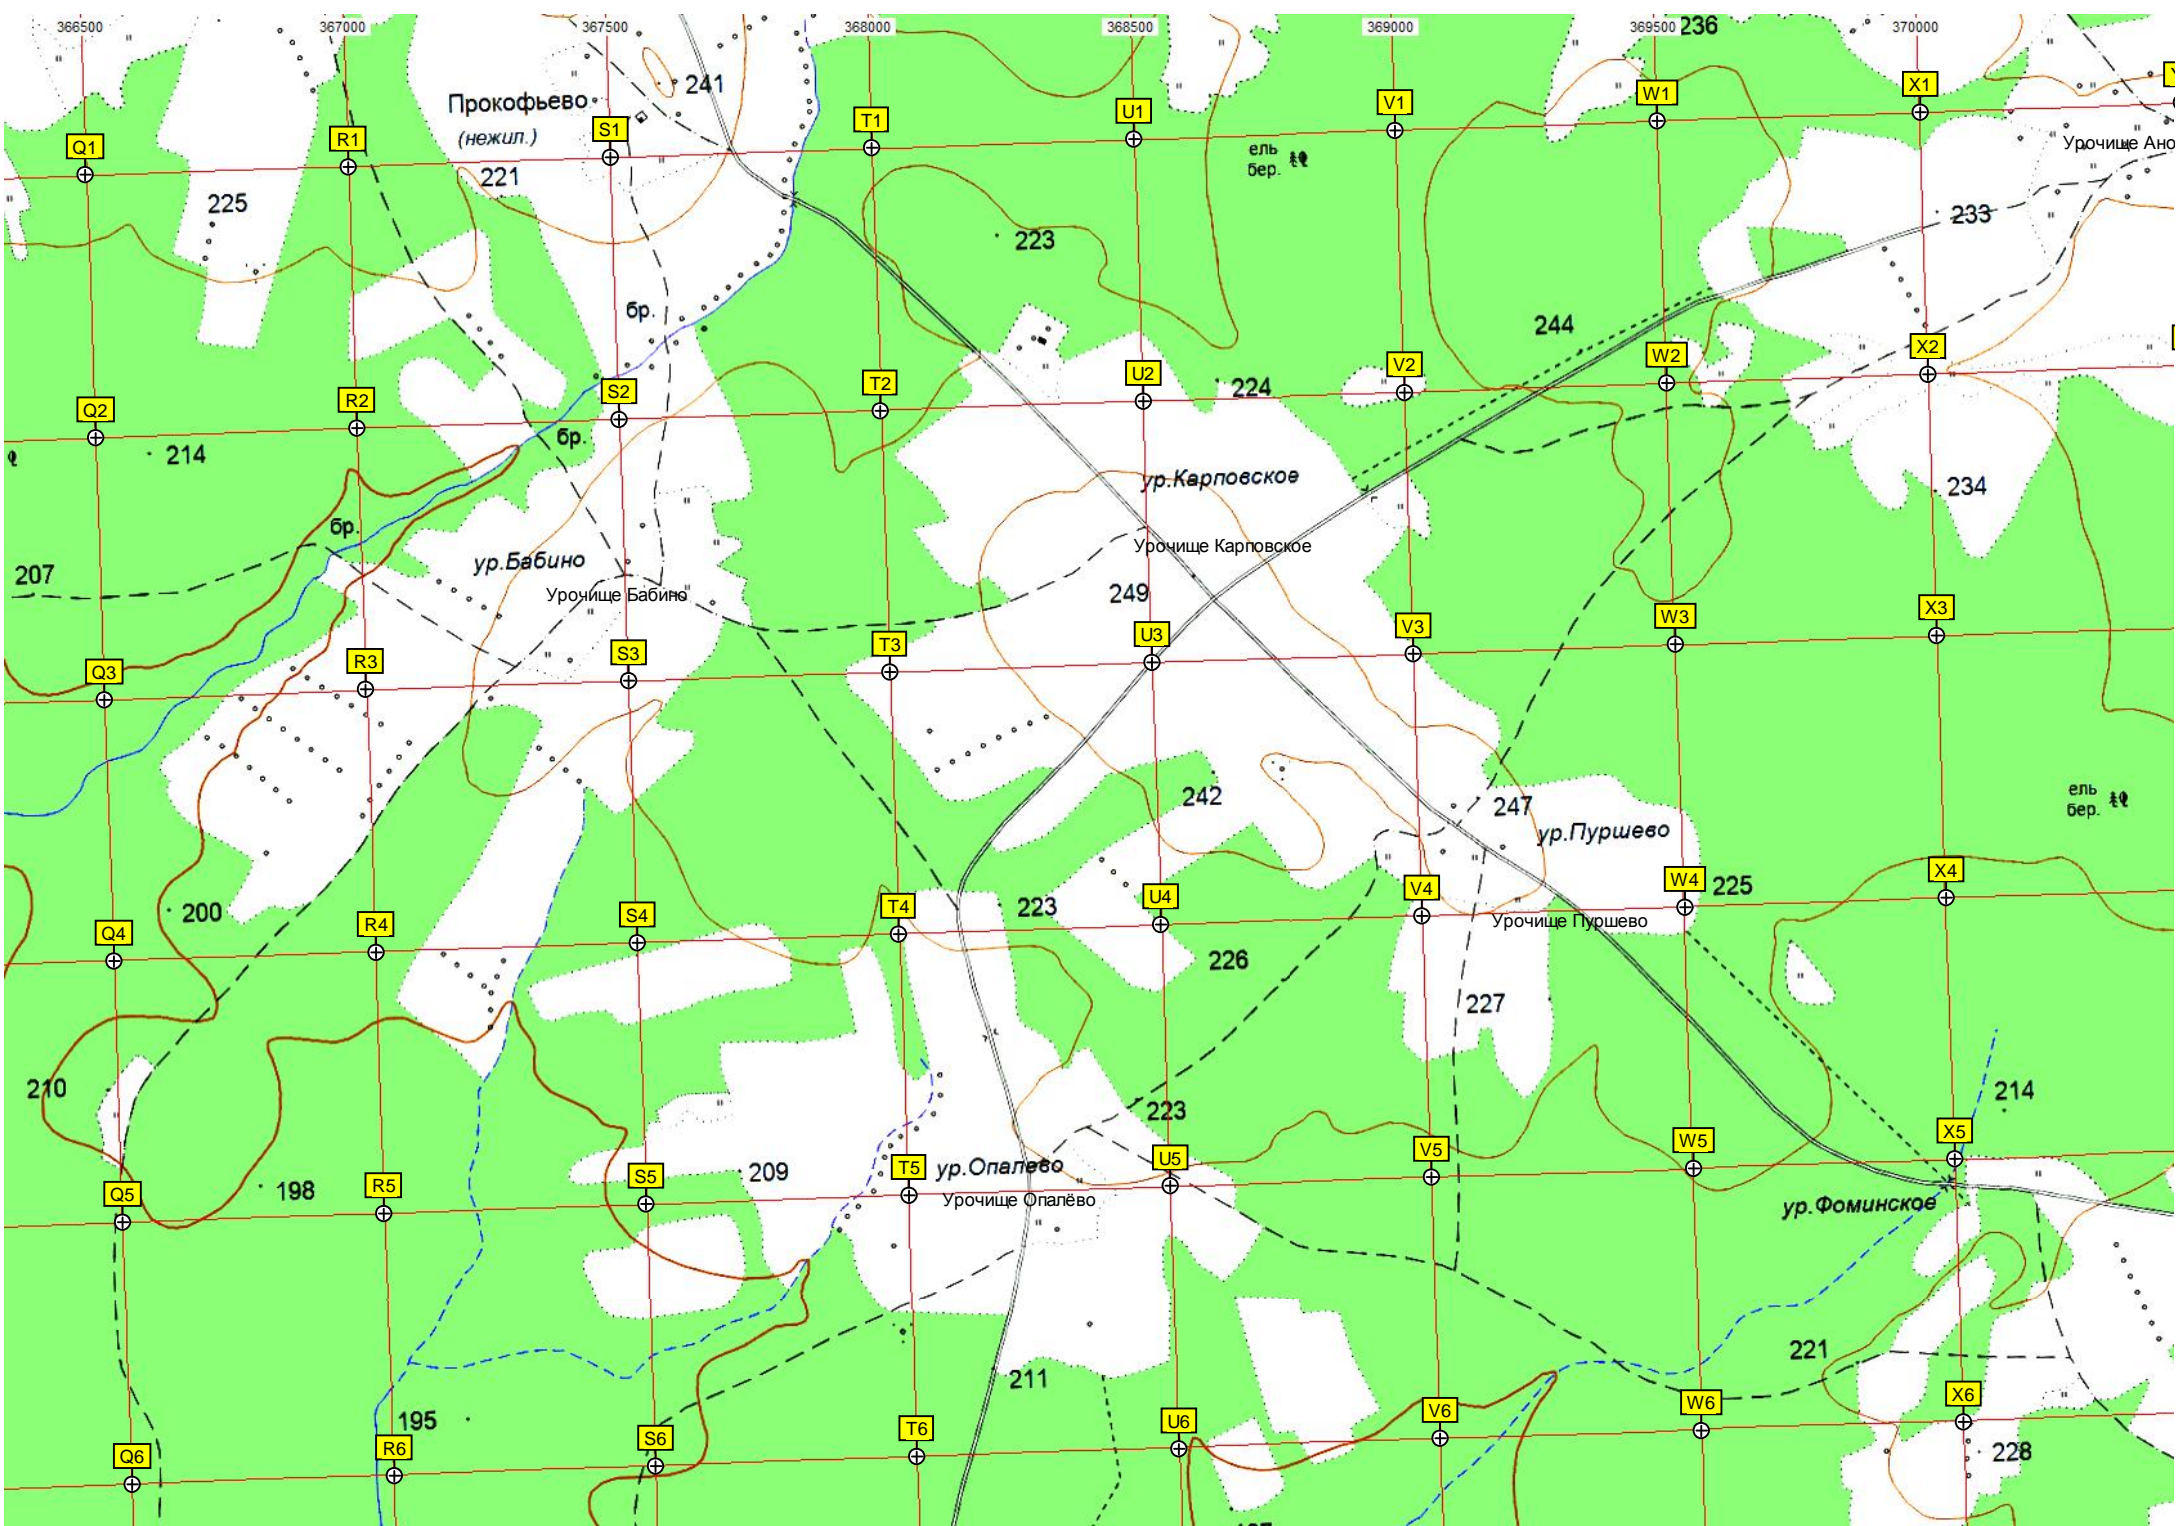 366500 367000 367500 368000 368500 369000 369500 370000
236
241
Прокофьево
(нежил.)
Q1 R1 S1 T1 U1 V1 W1 X1
ель
бер.
Урочище Ано
221
225
223
233
бр.
244
Q2 R2 S2 T2 U2 V2 W2 X2
224
214
бр.
ур.Карповское
234
бр.
Урочище Карповское
207
ур.Бабино
Урочище Бабино
249
Q3 R3 S3 T3 U3 V3 W3 X3
242
247
ур.Пуршево
ель
бер.
Q4 R4 S4 T4 U4 V4 W4 X4
225
200
223
Урочище Пуршево
226
227
210
223
214
Q5 R5 S5 T5 U5 V5 W5 X5
198
209
ур.Опалево
Урочище Опалёво
ур.Фоминское
221
211
195
Q6 R6 S6 T6 U6 V6 W6 X6
228